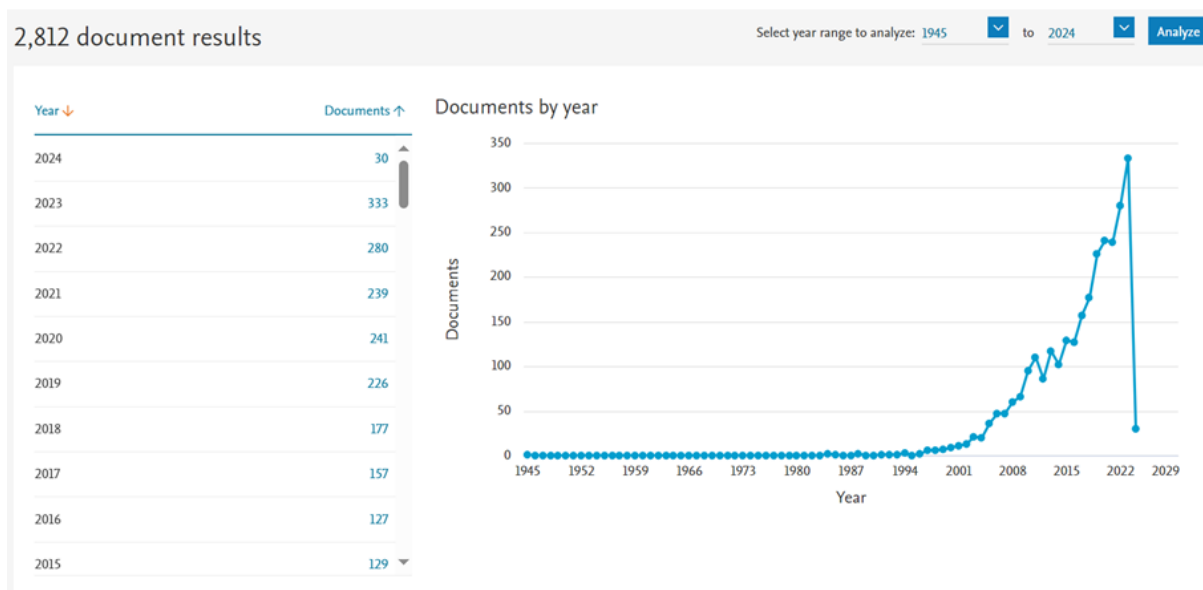 2,812 document results
Select year range to analyze: 1945 to 2024 Analyze
Year Documents
2024 30
2023 333
2022 280
2021 239
2020 241
2019 226
2018 177
2017 157
2016 127
2015 129
Documents by year
350
300
250
200
150
100
50
0
Documents
1945 1952 1959 1966 1973 1980 1987 1994 2001 2008 2015 2022 2029
Year